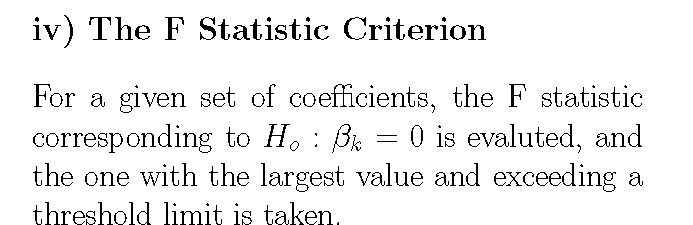 iv) The F Statistic Criterion
For a given set of coefficients, the F statistic
corresponding to H_o : β_k = 0 is evaluted, and
the one with the largest value and exceeding a
threshold limit is taken.